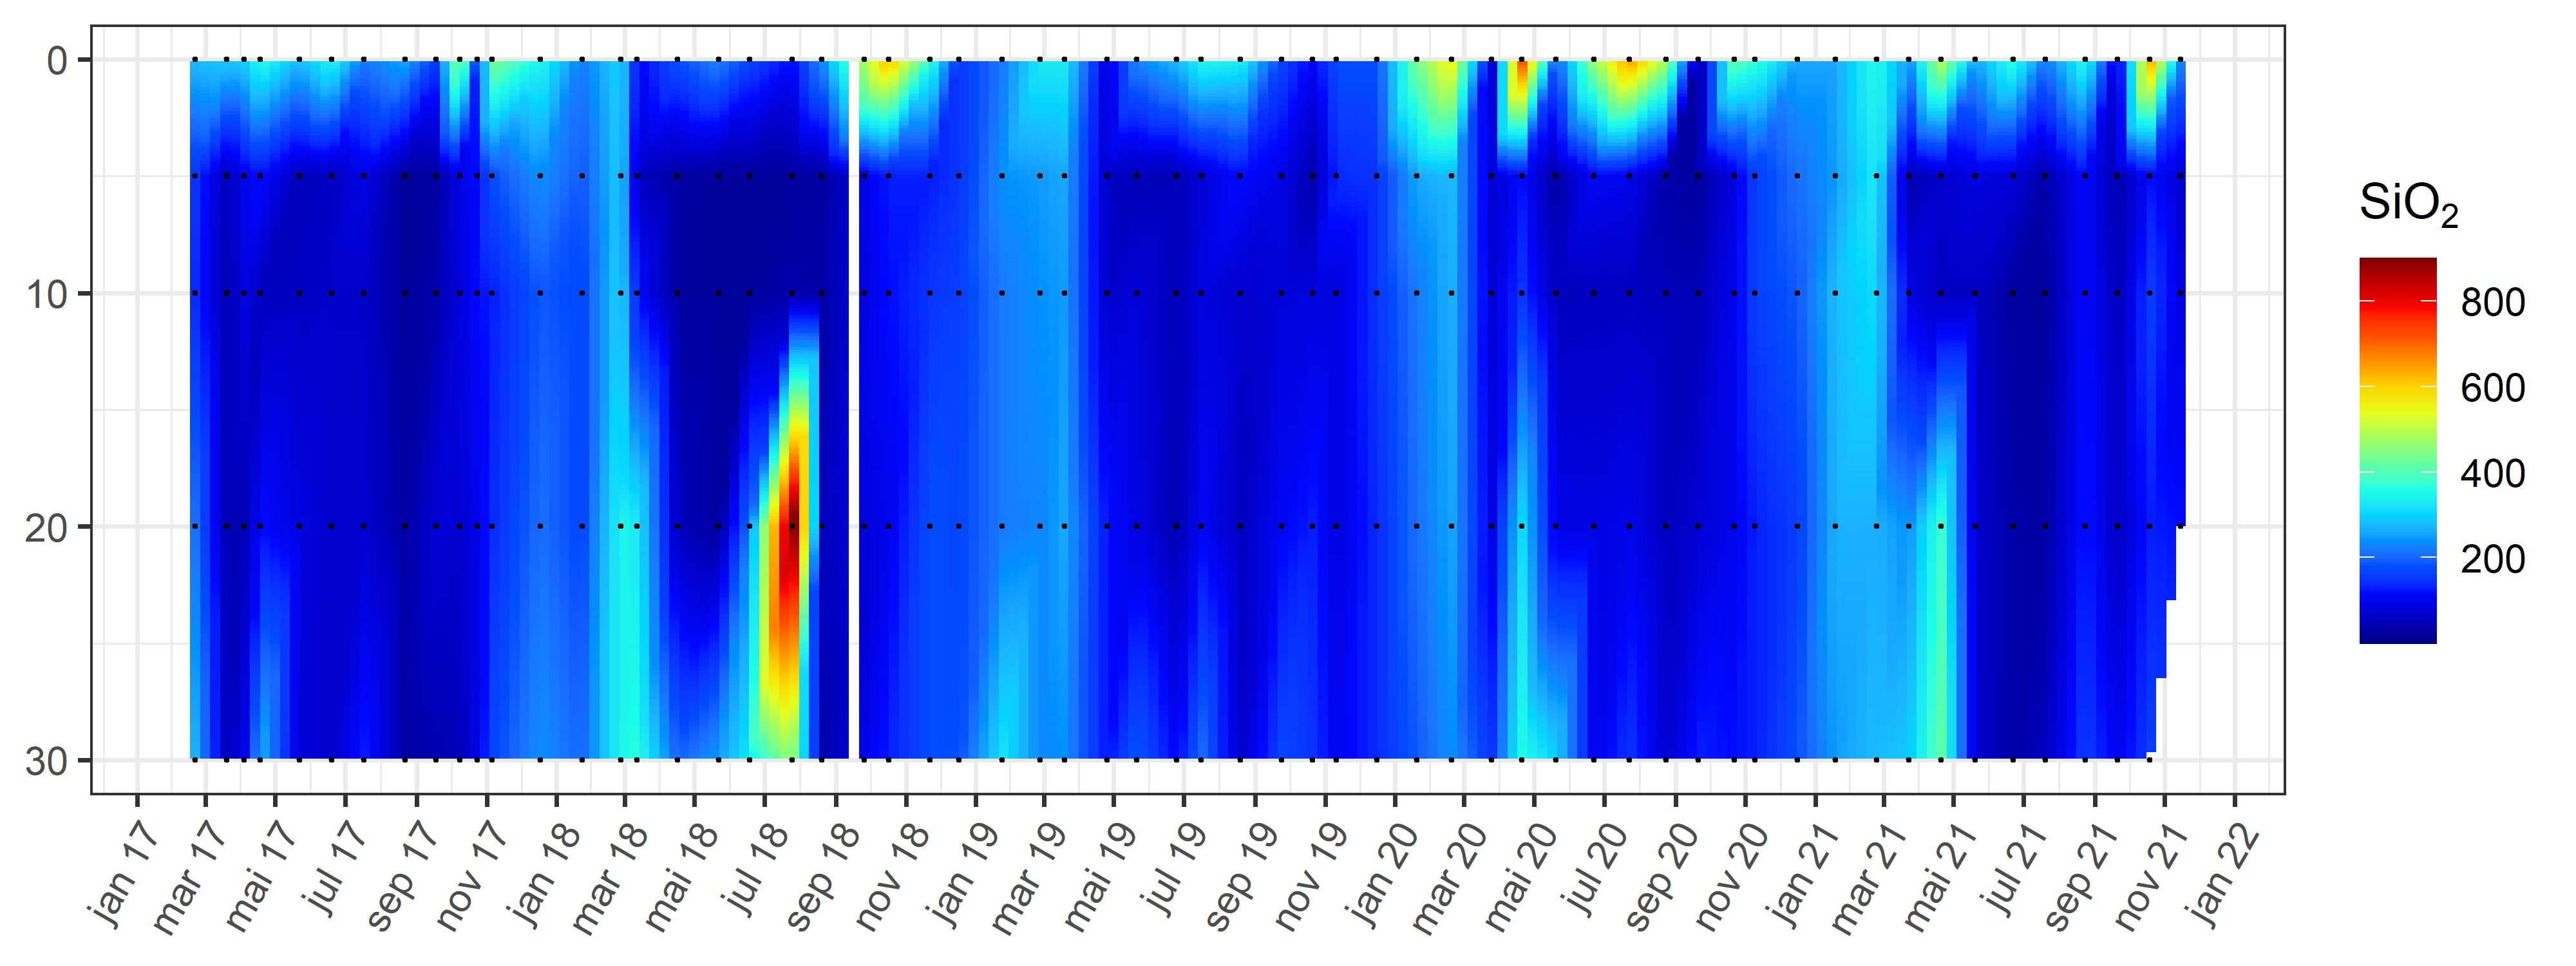 0
10
20
30
jan 17
mar 17
mai 17
jul 17
sep 17
nov 17
jan 18
mar 18
mai 18
jul 18
sep 18
nov 18
jan 19
mar 19
mai 19
jul 19
sep 19
nov 19
jan 20
mar 20
mai 20
jul 20
sep 20
nov 20
jan 21
mar 21
mai 21
jul 21
sep 21
nov 21
jan 22
SiO₂
800
600
400
200